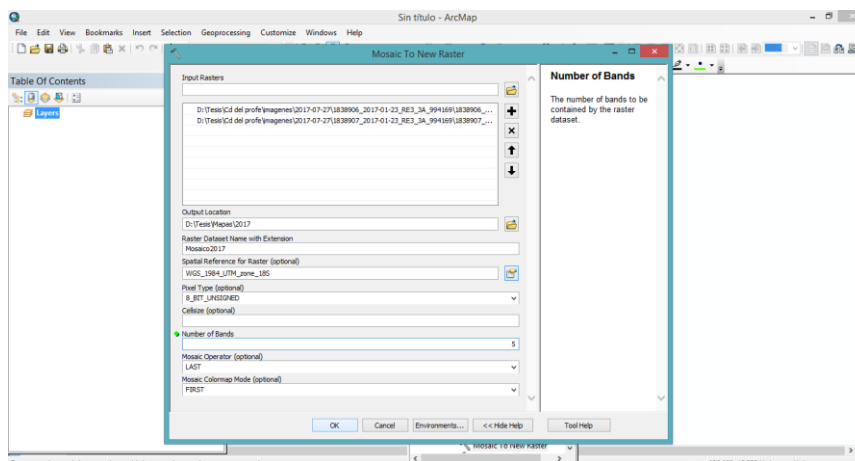 Sin título - ArcMap
File Edit View Bookmarks Insert Selection Geoprocessing Customize Windows Help
Mosaic To New Raster
Table Of Contents
Layers
Input Rasters
D:\Tesis\Cd del profe\imagenes\2017-07-27\1838906_2017-01-23_RE3_3A_994169\1838906_...
D:\Tesis\Cd del profe\imagenes\2017-07-27\1838907_2017-01-23_RE3_3A_994169\1838907_...
Output Location
D:\Tesis\Mapas\2017
Raster Dataset Name with Extension
Mosaico2017
Spatial Reference for Raster (optional)
WGS_1984_UTM_zone_18S
Pixel Type (optional)
8_BIT_UNSIGNED
Cellsize (optional)
Number of Bands
5
Mosaic Operator (optional)
LAST
Mosaic Colormap Mode (optional)
FIRST
OK Cancel Environments... << Hide Help Tool Help
Number of Bands
The number of bands to be
contained by the raster
dataset.
Mosaic To New Raster